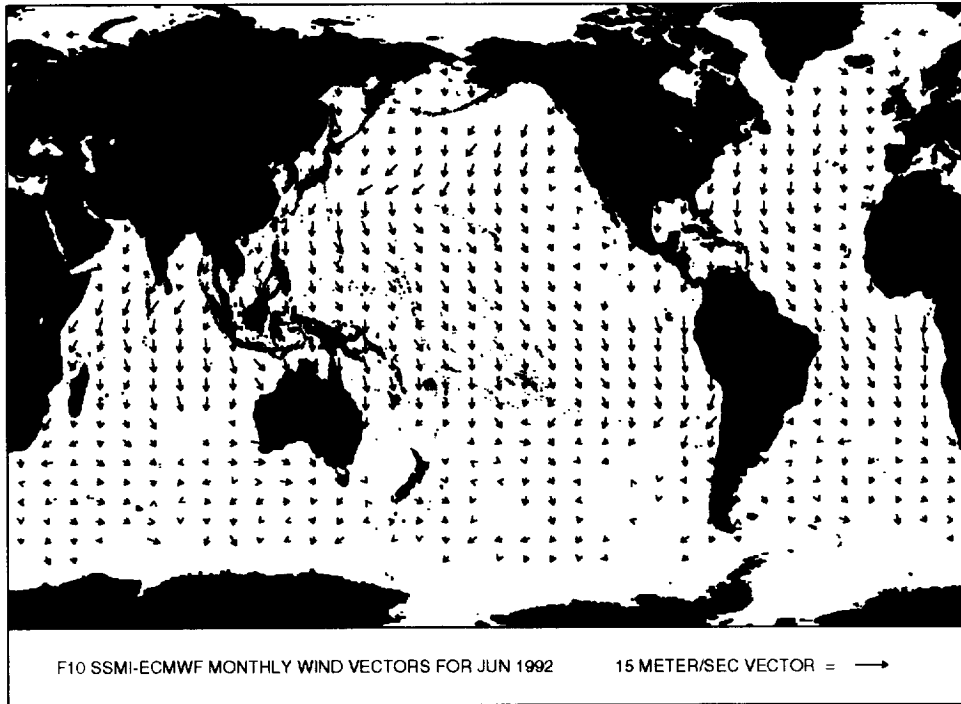 F10 SSMI-ECMWF MONTHLY WIND VECTORS FOR JUN 1992 15 METER/SEC VECTOR =